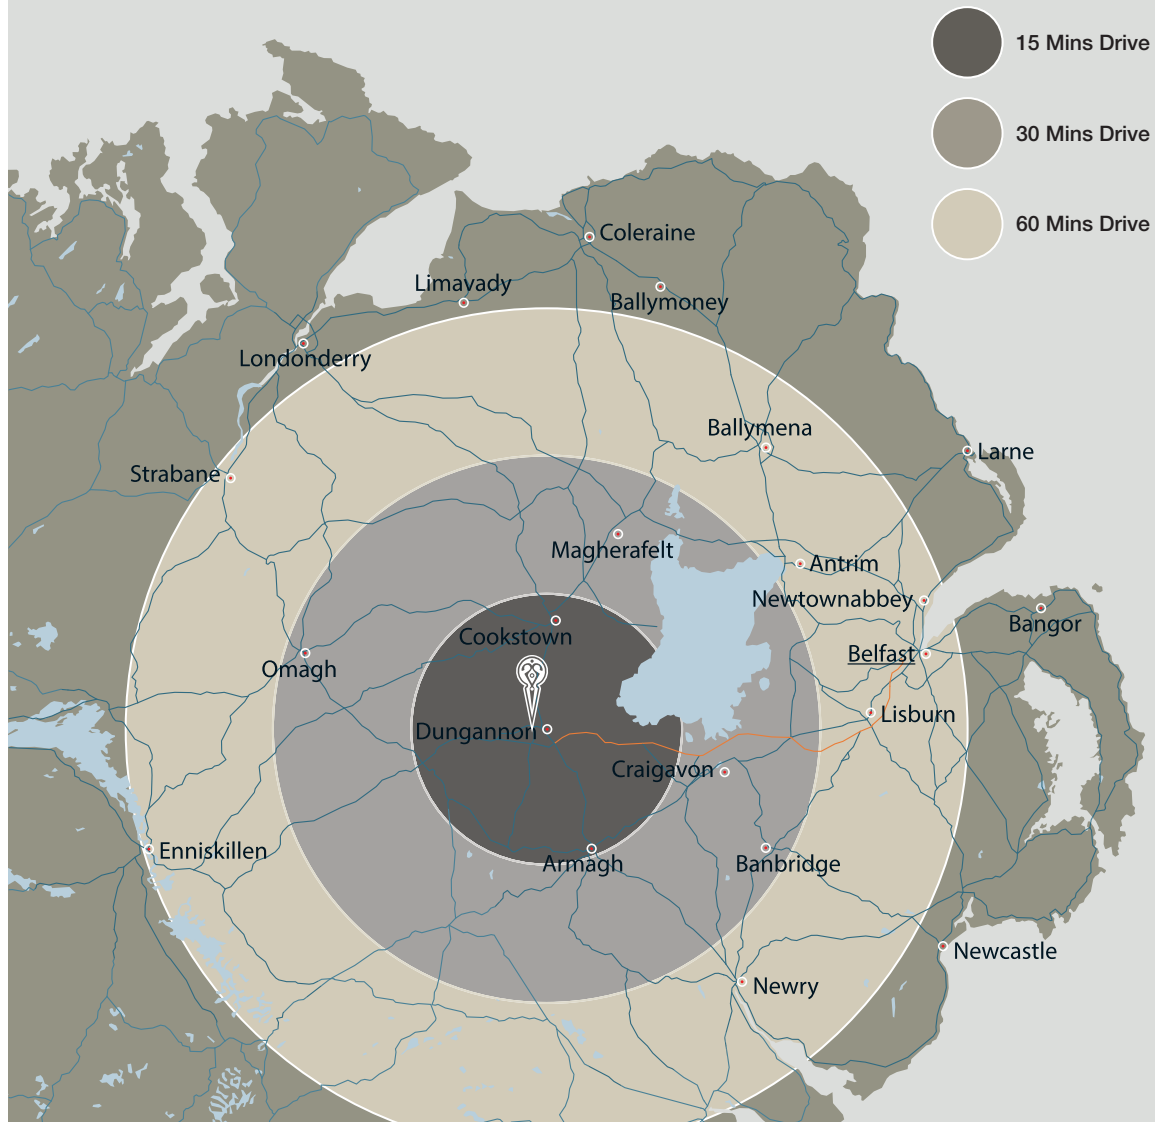 15 Mins Drive
30 Mins Drive
60 Mins Drive
Coleraine
Limavady
Ballymoney
Londonderry
Ballymena
Larne
Strabane
Magherafelt
Antrim
Newtownabbey
Bangor
Cookstown
Belfast
Omagh
Lisburn
Dungannon
Craigavon
Enniskillen
Armagh
Banbridge
Newcastle
Newry